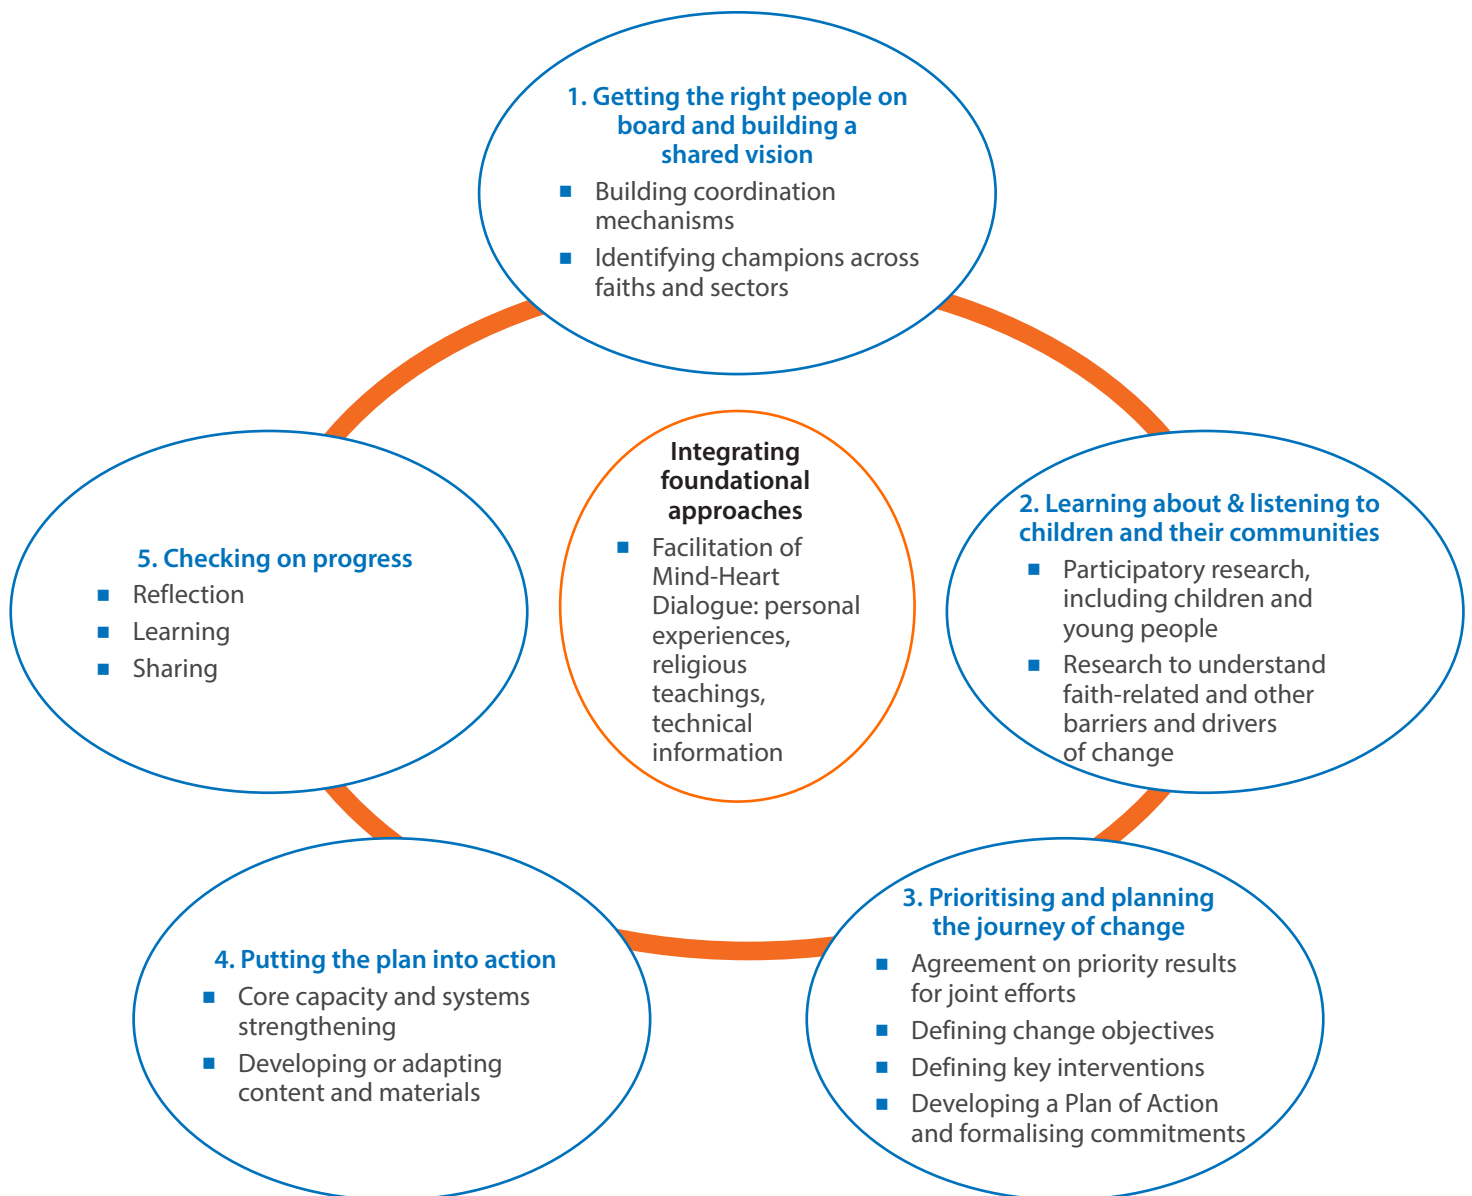 1. Getting the right people on
board and building a
shared vision
■ Building coordination
mechanisms
■ Identifying champions across
faiths and sectors
Integrating
foundational
approaches
■ Facilitation of
Mind-Heart
Dialogue: personal
experiences,
religious
teachings,
technical
information
2. Learning about & listening to
children and their communities
■ Participatory research,
including children and
young people
■ Research to understand
faith-related and other
barriers and drivers
of change
3. Prioritising and planning
the journey of change
■ Agreement on priority results
for joint efforts
■ Defining change objectives
■ Defining key interventions
■ Developing a Plan of Action
and formalising commitments
4. Putting the plan into action
■ Core capacity and systems
strengthening
■ Developing or adapting
content and materials
5. Checking on progress
■ Reflection
■ Learning
■ Sharing